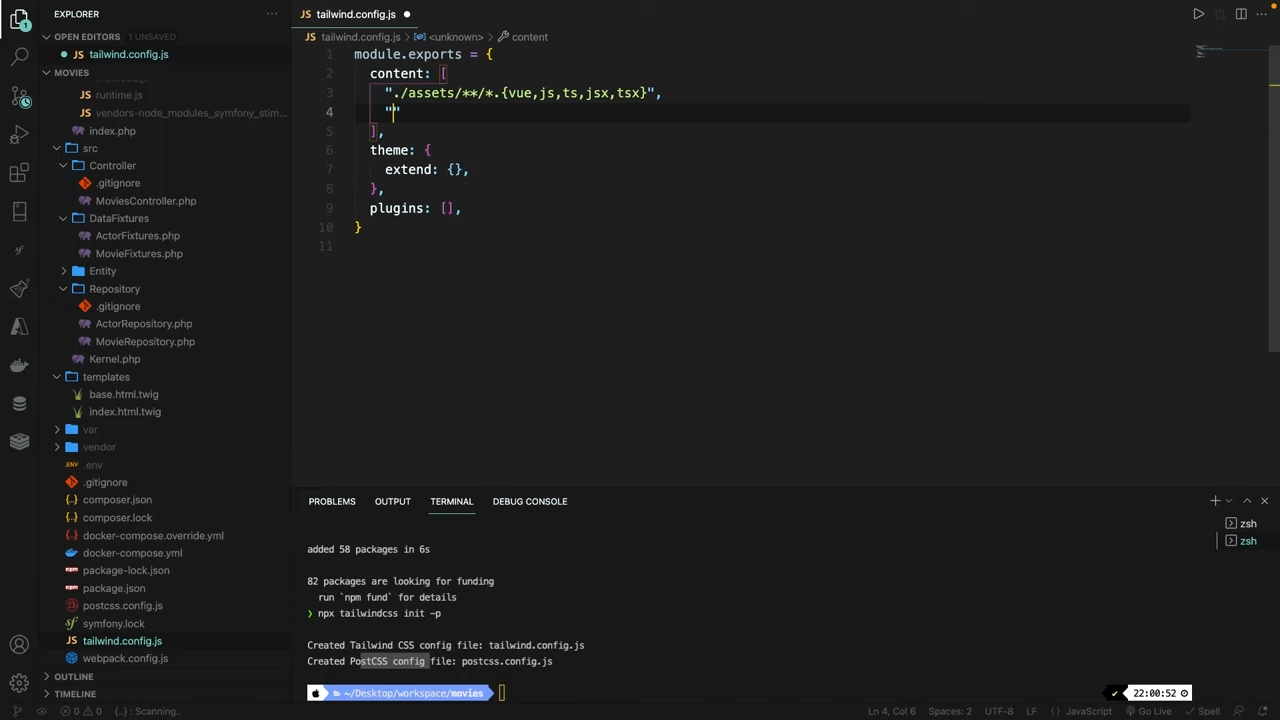 EXPLORER
OPEN EDITORS 1 UNSAVED
tailwind.config.js
MOVIES
runtime.js
vendors-node_modules_symfony_stim...
index.php
src
Controller
.gitignore
MoviesController.php
DataFixtures
ActorFixtures.php
MovieFixtures.php
Entity
Repository
.gitignore
ActorRepository.php
MovieRepository.php
Kernel.php
templates
base.html.twig
index.html.twig
var
vendor
.env
.gitignore
composer.json
composer.lock
docker-compose.override.yml
docker-compose.yml
package-lock.json
package.json
postcss.config.js
symfony.lock
tailwind.config.js
webpack.config.js
OUTLINE
TIMELINE
tailwind.config.js
tailwind.config.js > <unknown> > content
1 module.exports = {
2 content: [
3 "./assets/**/*.{vue,js,ts,jsx,tsx}",
4 ""
5 ],
6 theme: {
7 extend: {},
8 },
9 plugins: [],
10 }
11
PROBLEMS OUTPUT TERMINAL DEBUG CONSOLE
added 58 packages in 6s
82 packages are looking for funding
run `npm fund` for details
❯ npx tailwindcss init -p
Created Tailwind CSS config file: tailwind.config.js
Created PostCSS config file: postcss.config.js
~/Desktop/workspace/movies
✔ 22:00:52
zsh
zsh
0 0 {..}: Scanning.. Ln 4, Col 6 Spaces: 2 UTF-8 LF {} JavaScript Go Live Spell